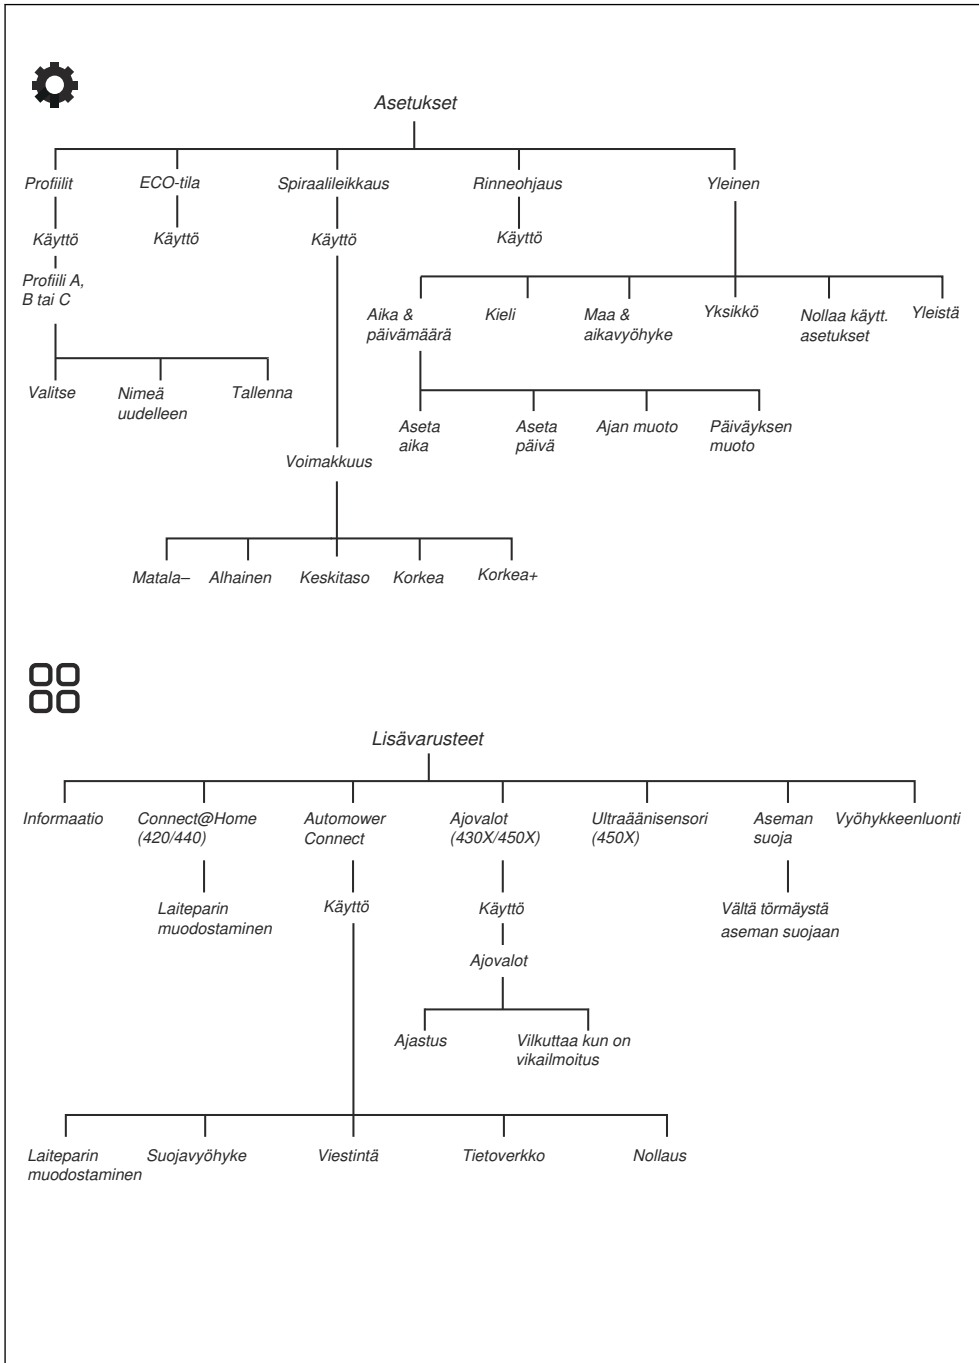 Asetukset
Profiilit
ECO-tila
Spiraalileikkaus
Rinneohjaus
Yleinen
Käyttö
Käyttö
Käyttö
Käyttö
Profiili A,
B tai C
Aika &
päivämäärä
Kieli
Maa &
aikavyöhyke
Yksikkö
Nollaa käytt.
asetukset
Yleistä
Valitse
Nimeä
uudelleen
Tallenna
Aseta
aika
Aseta
päivä
Ajan muoto
Päiväyksen
muoto
Voimakkuus
Matala–
Alhainen
Keskitaso
Korkea
Korkea+
Lisävarusteet
Informaatio
Connect@Home
(420/440)
Automower
Connect
Ajovalot
(430X/450X)
Ultraäänisensori
(450X)
Aseman
suoja
Vyöhykkeenluonti
Laiteparin
muodostaminen
Käyttö
Käyttö
Vältä törmäystä
aseman suojaan
Ajovalot
Ajastus
Vilkuttaa kun on
vikailmoitus
Laiteparin
muodostaminen
Suojavyöhyke
Viestintä
Tietoverkko
Nollaus